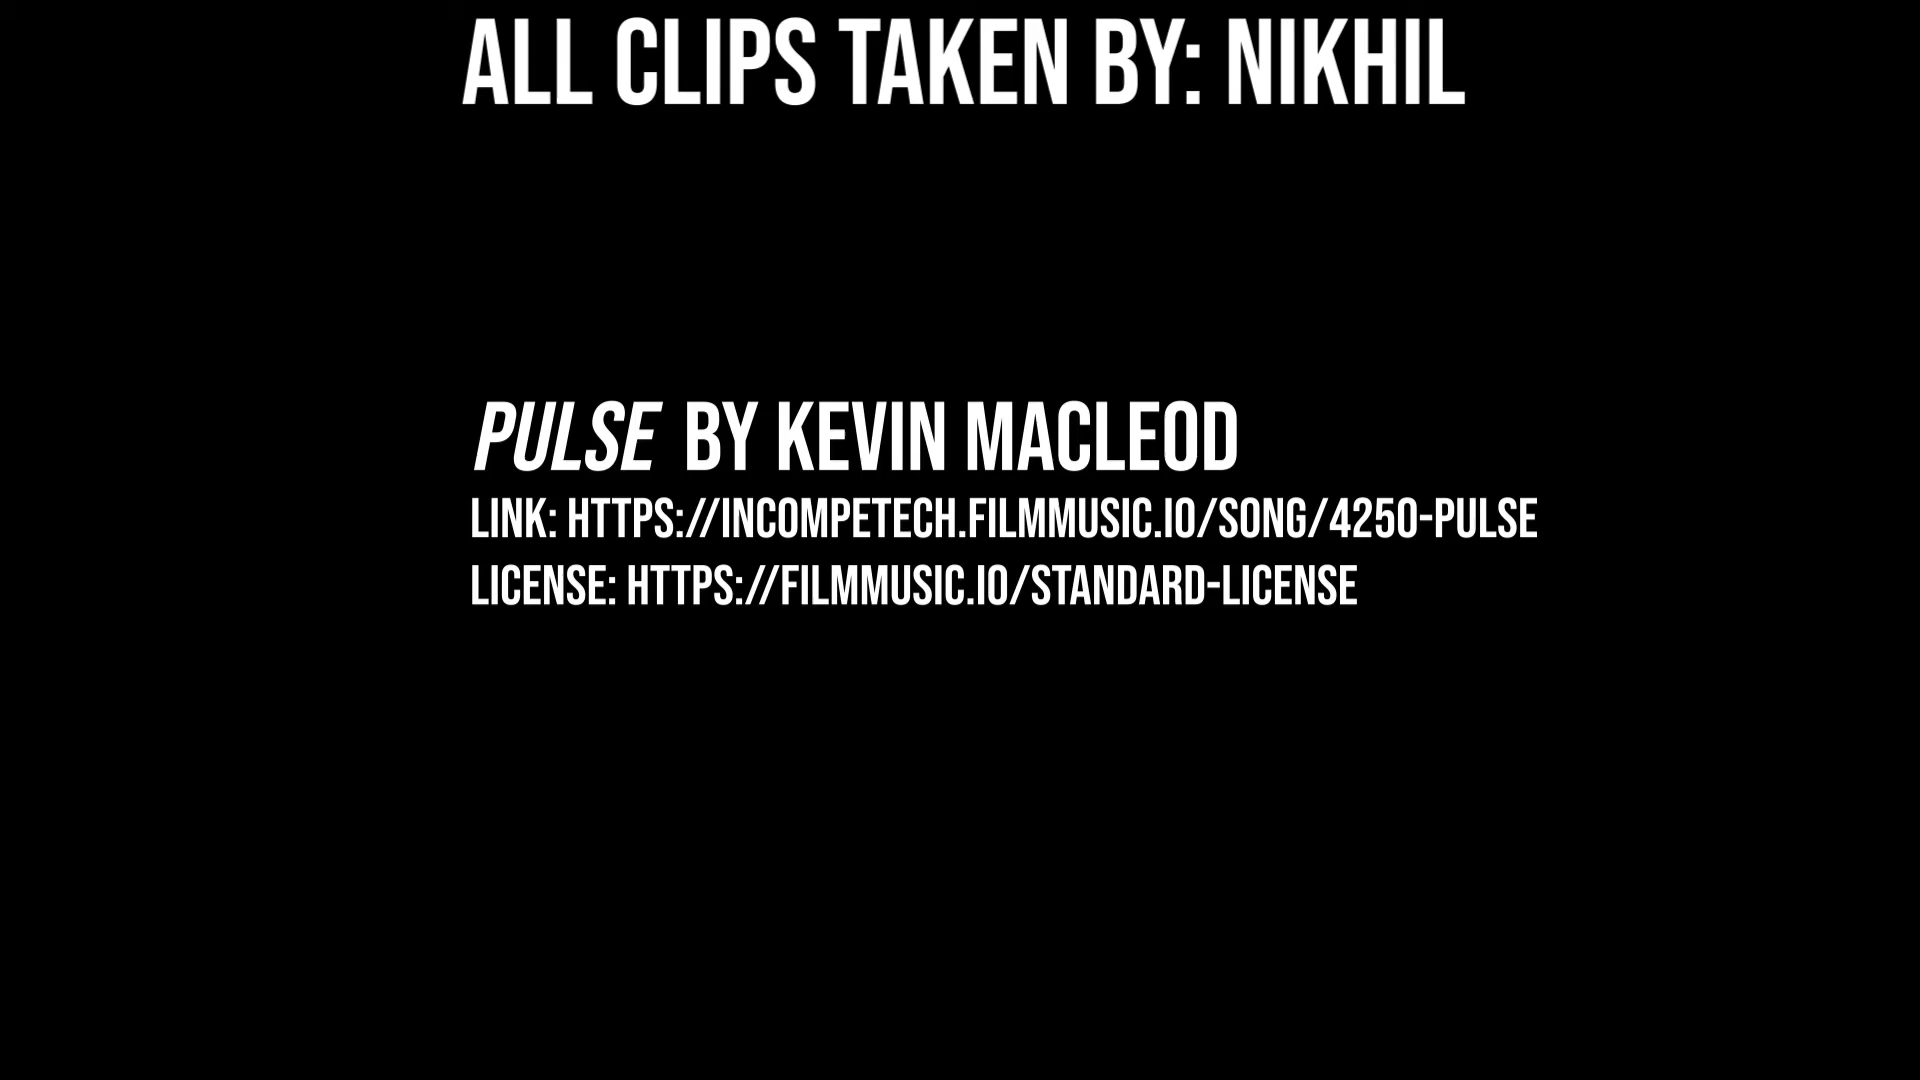 ALL CLIPS TAKEN BY: NIKHIL
PULSE BY KEVIN MACLEOD
LINK: HTTPS://INCOMPETECH.FILMMUSIC.IO/SONG/4250-PULSE
LICENSE: HTTPS://FILMMUSIC.IO/STANDARD-LICENSE